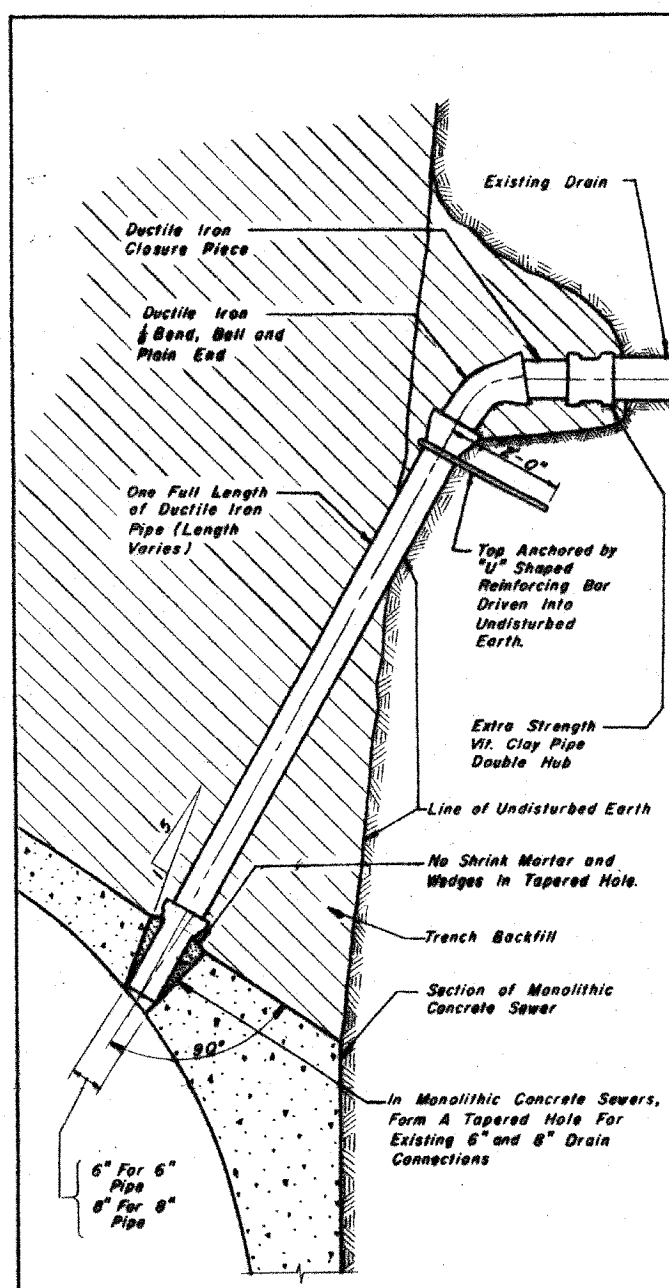 Existing Drain
Ductile Iron
Closure Piece
Ductile Iron
Bend, Bell and
Plain End
One Full Length
of Ductile Iron
Pipe (Length
Varies)
Top Anchored by
"U" Shaped
Reinforcing Bar
Driven Into
Undisturbed
Earth.
Extra Strength
Vit. Clay Pipe
Double Hub
Line of Undisturbed Earth
5
1
No Shrink Mortar and
Wedges In Tapered Hole.
Trench Backfill
Section of Monolithic
Concrete Sewer
90°
In Monolithic Concrete Sewers,
Form A Tapered Hole For
Existing 6" and 8" Drain
Connections
6" For 6"
Pipe
8" For 8"
Pipe